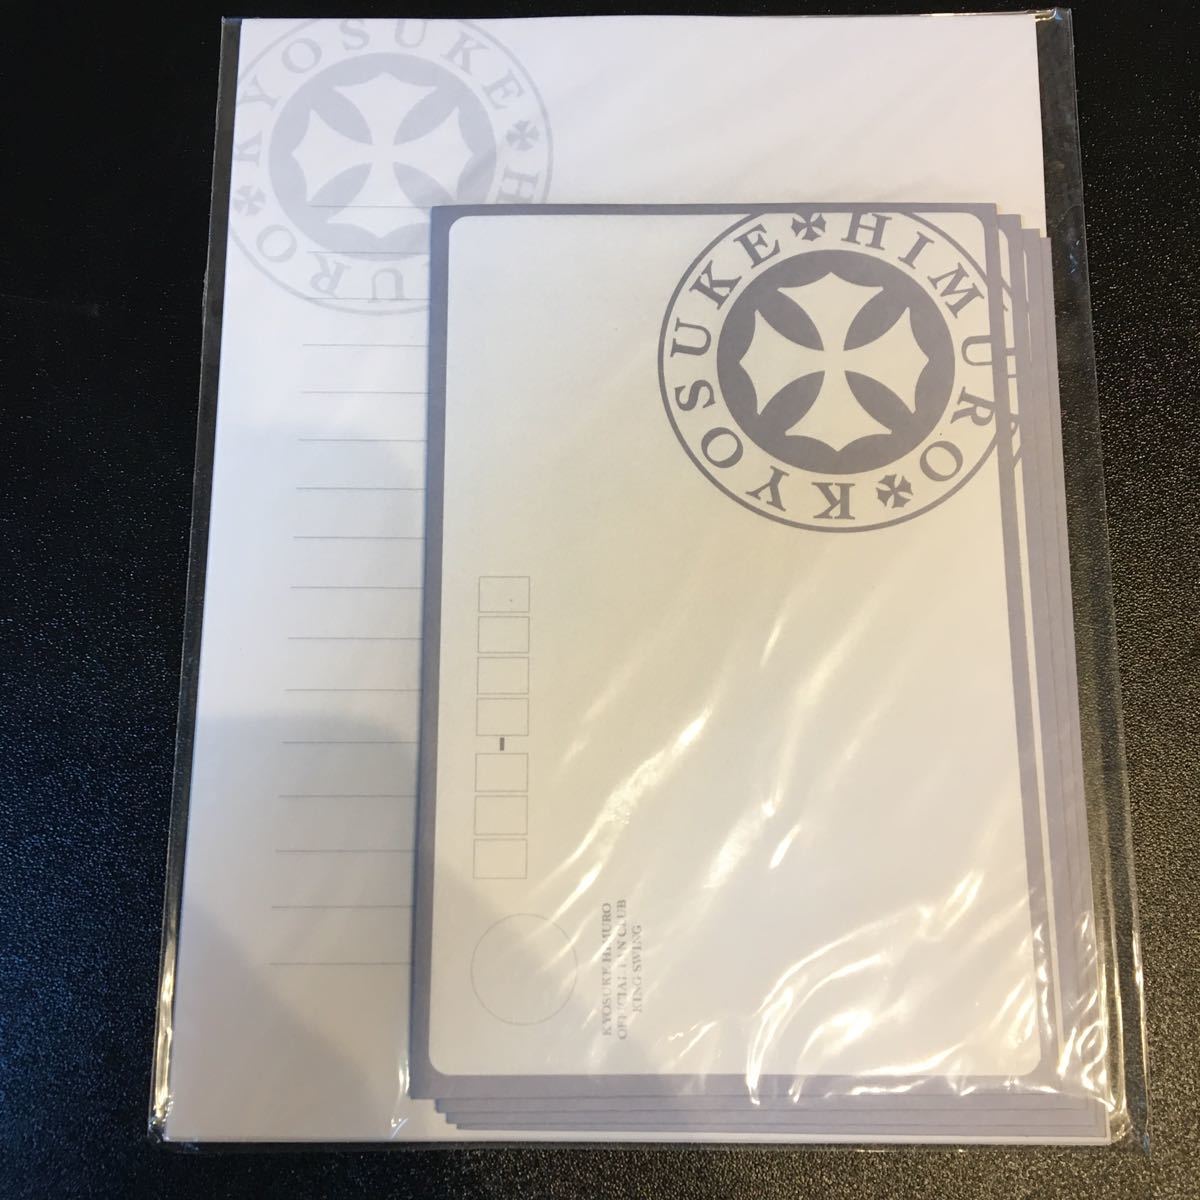 KYOSUKE HIMURO
KYOSUKE HIMURO
KYOSUKE HIMURO
OFFICIAL FAN CLUB
KING SWING